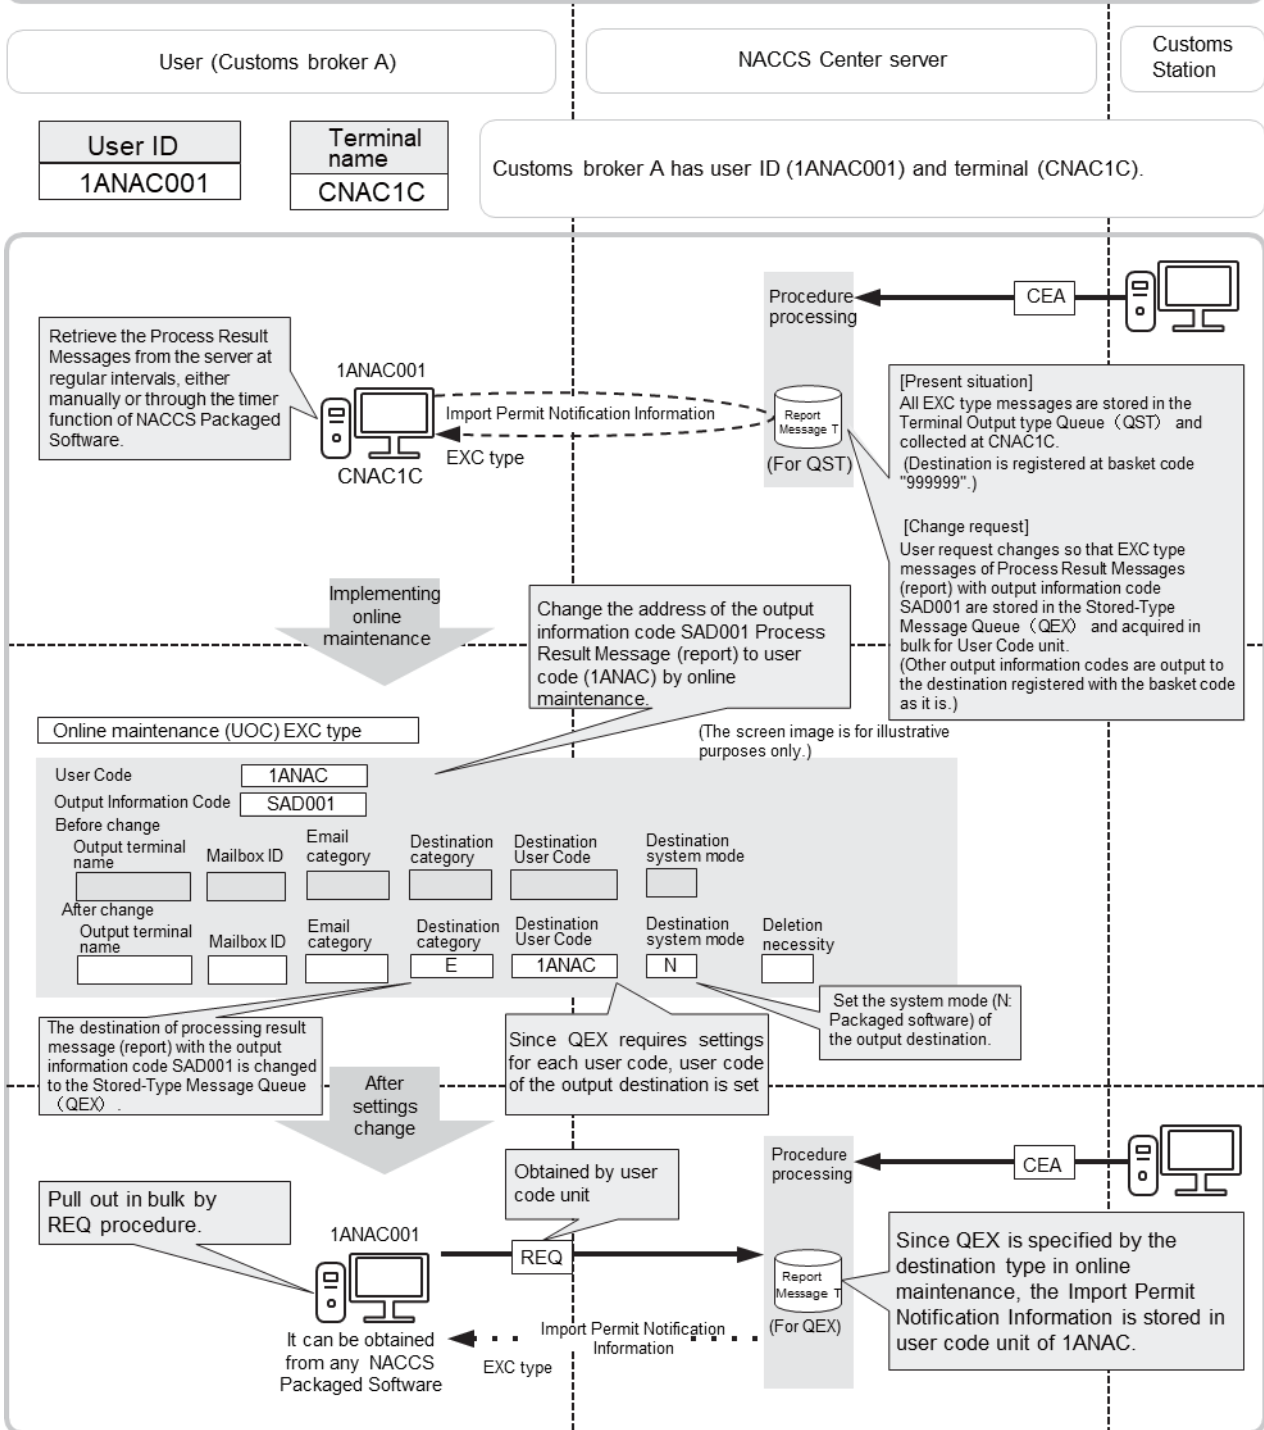 User (Customs broker A)
NACCS Center server
Customs
Station
User ID
1ANAC001
Terminal
name
CNAC1C
Customs broker A has user ID (1ANAC001) and terminal (CNAC1C).
Procedure
processing
CEA
Retrieve the Process Result
Messages from the server at
regular intervals, either
manually or through the timer
function of NACCS Packaged
Software.
1ANAC001
CNAC1C
Import Permit Notification Information
EXC type
Report
Message T
(For QST)
[Present situation]
All EXC type messages are stored in the
Terminal Output type Queue（QST） and
collected at CNAC1C.
(Destination is registered at basket code
"999999".)
[Change request]
User request changes so that EXC type
messages of Process Result Messages
(report) with output information code
SAD001 are stored in the Stored-Type
Message Queue（QEX） and acquired in
bulk for User Code unit.
(Other output information codes are output to
the destination registered with the basket code
as it is.)
Implementing
online
maintenance
Change the address of the output
information code SAD001 Process
Result Message (report) to user
code (1ANAC) by online
maintenance.
Online maintenance (UOC) EXC type
(The screen image is for illustrative
purposes only.)
User Code
1ANAC
Output Information Code
SAD001
Before change
Output terminal
name
Mailbox ID
Email
category
Destination
category
Destination
User Code
Destination
system mode
After change
Output terminal
name
Mailbox ID
Email
category
Destination
category
Destination
User Code
Destination
system mode
Deletion
necessity
E
1ANAC
N
The destination of processing result
message (report) with the output
information code SAD001 is changed
to the Stored-Type Message Queue
（QEX） .
Since QEX requires settings
for each user code, user code
of the output destination is set
Set the system mode (N:
Packaged software) of
the output destination.
After
settings
change
Pull out in bulk by
REQ procedure.
1ANAC001
It can be obtained
from any NACCS
Packaged Software
Obtained by user
code unit
REQ
Import Permit Notification
Information
EXC type
Procedure
processing
CEA
Report
Message T
(For QEX)
Since QEX is specified by the
destination type in online
maintenance, the Import Permit
Notification Information is stored in
user code unit of 1ANAC.